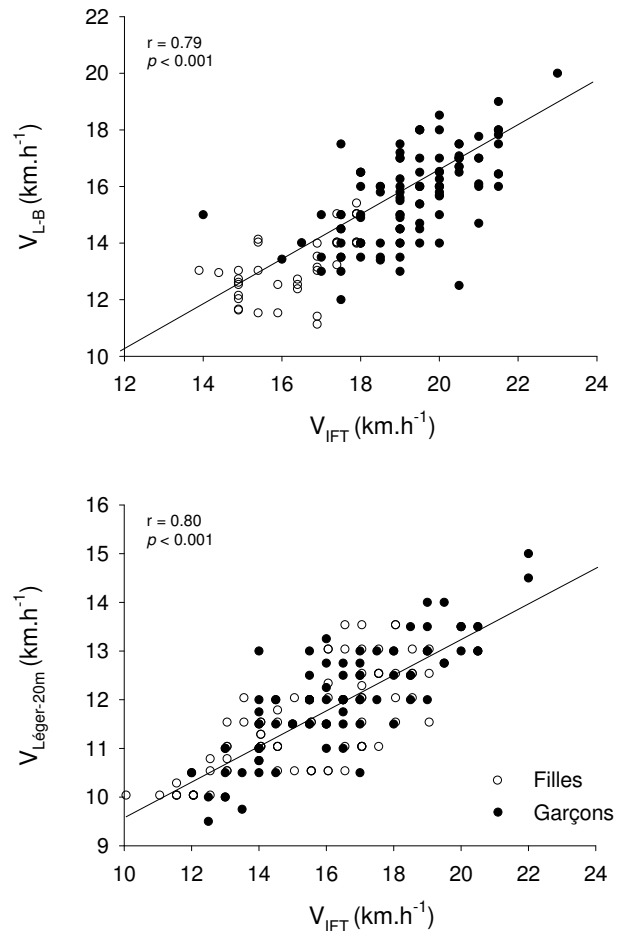 22
r = 0.79
p < 0.001
20
18
16
14
12
10
V_L-B (km.h⁻¹)
12 14 16 18 20 22 24
V_IFT (km.h⁻¹)
16
r = 0.80
p < 0.001
15
14
13
12
11
10
9
V_Léger-20m (km.h⁻¹)
Filles
Garçons
10 12 14 16 18 20 22 24
V_IFT (km.h⁻¹)